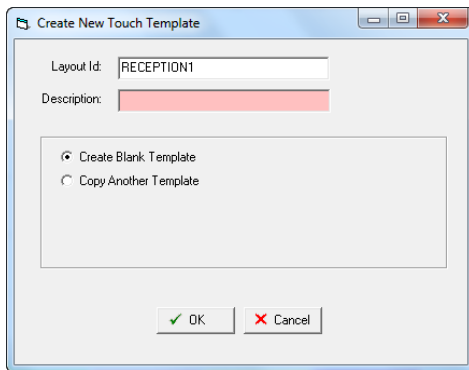 Create New Touch Template
Layout Id: RECEPTION1
Description:
Create Blank Template
Copy Another Template
OK Cancel